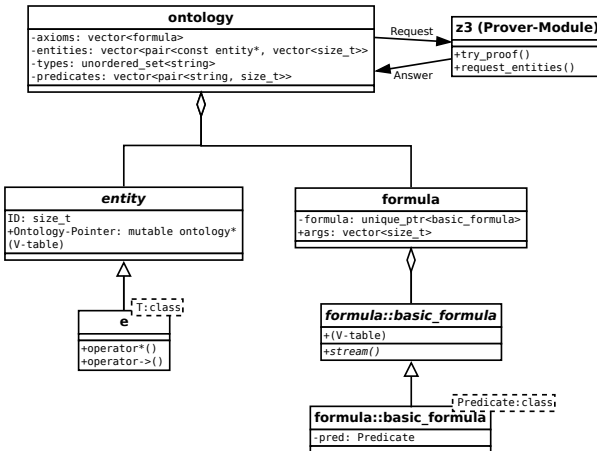 ontology
-axioms: vector<formula>
-entities: vector<pair<const entity*, vector<size_t>>
-types: unordered_set<string>
-predicates: vector<pair<string, size_t>>
Request
Answer
z3 (Prover-Module)
+try_proof()
+request_entities()
entity
ID: size_t
+Ontology-Pointer: mutable ontology*
(V-table)
formula
-formula: unique_ptr<basic_formula>
+args: vector<size_t>
T:class
e
+operator*()
+operator->()
formula::basic_formula
+(V-table)
+stream()
Predicate:class
formula::basic_formula
-pred: Predicate